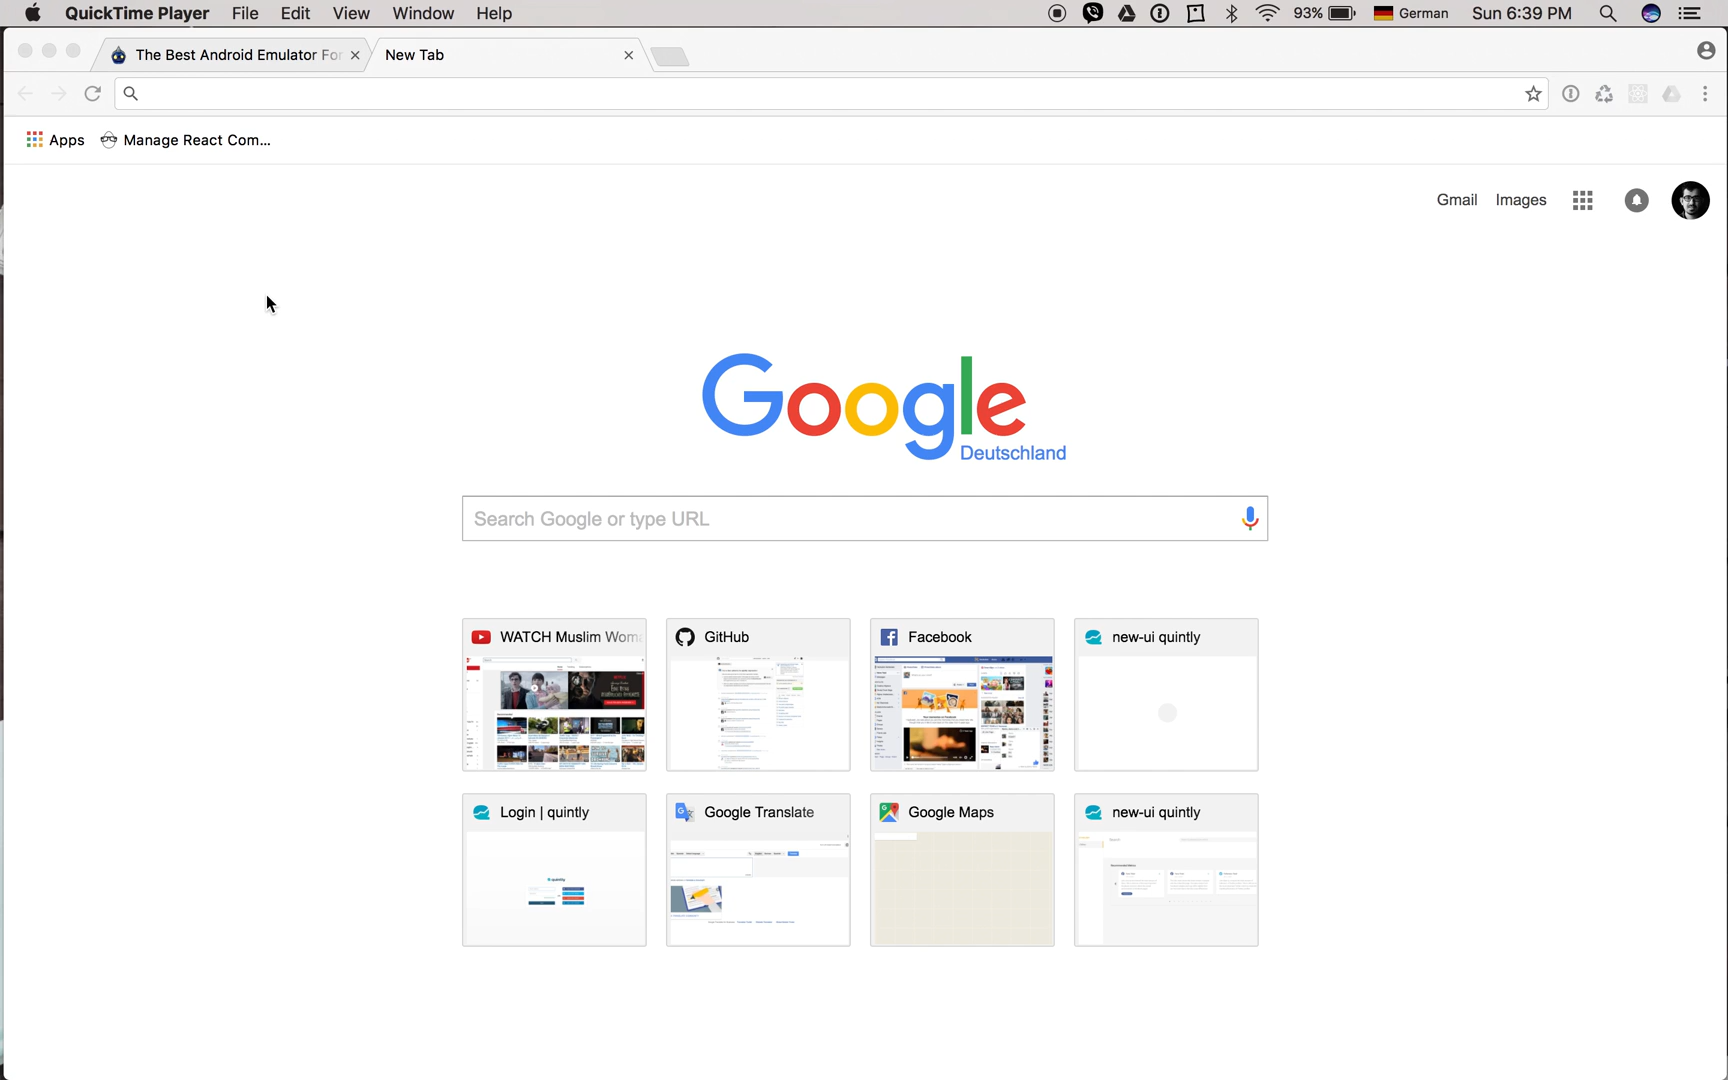 QuickTime Player File Edit View Window Help 93% German Sun 6:39 PM
The Best Android Emulator For New Tab
Apps Manage React Com...
Gmail Images
Google
Deutschland
Search Google or type URL
WATCH Muslim Woma GitHub Facebook new-ui quintly
Login | quintly Google Translate Google Maps new-ui quintly